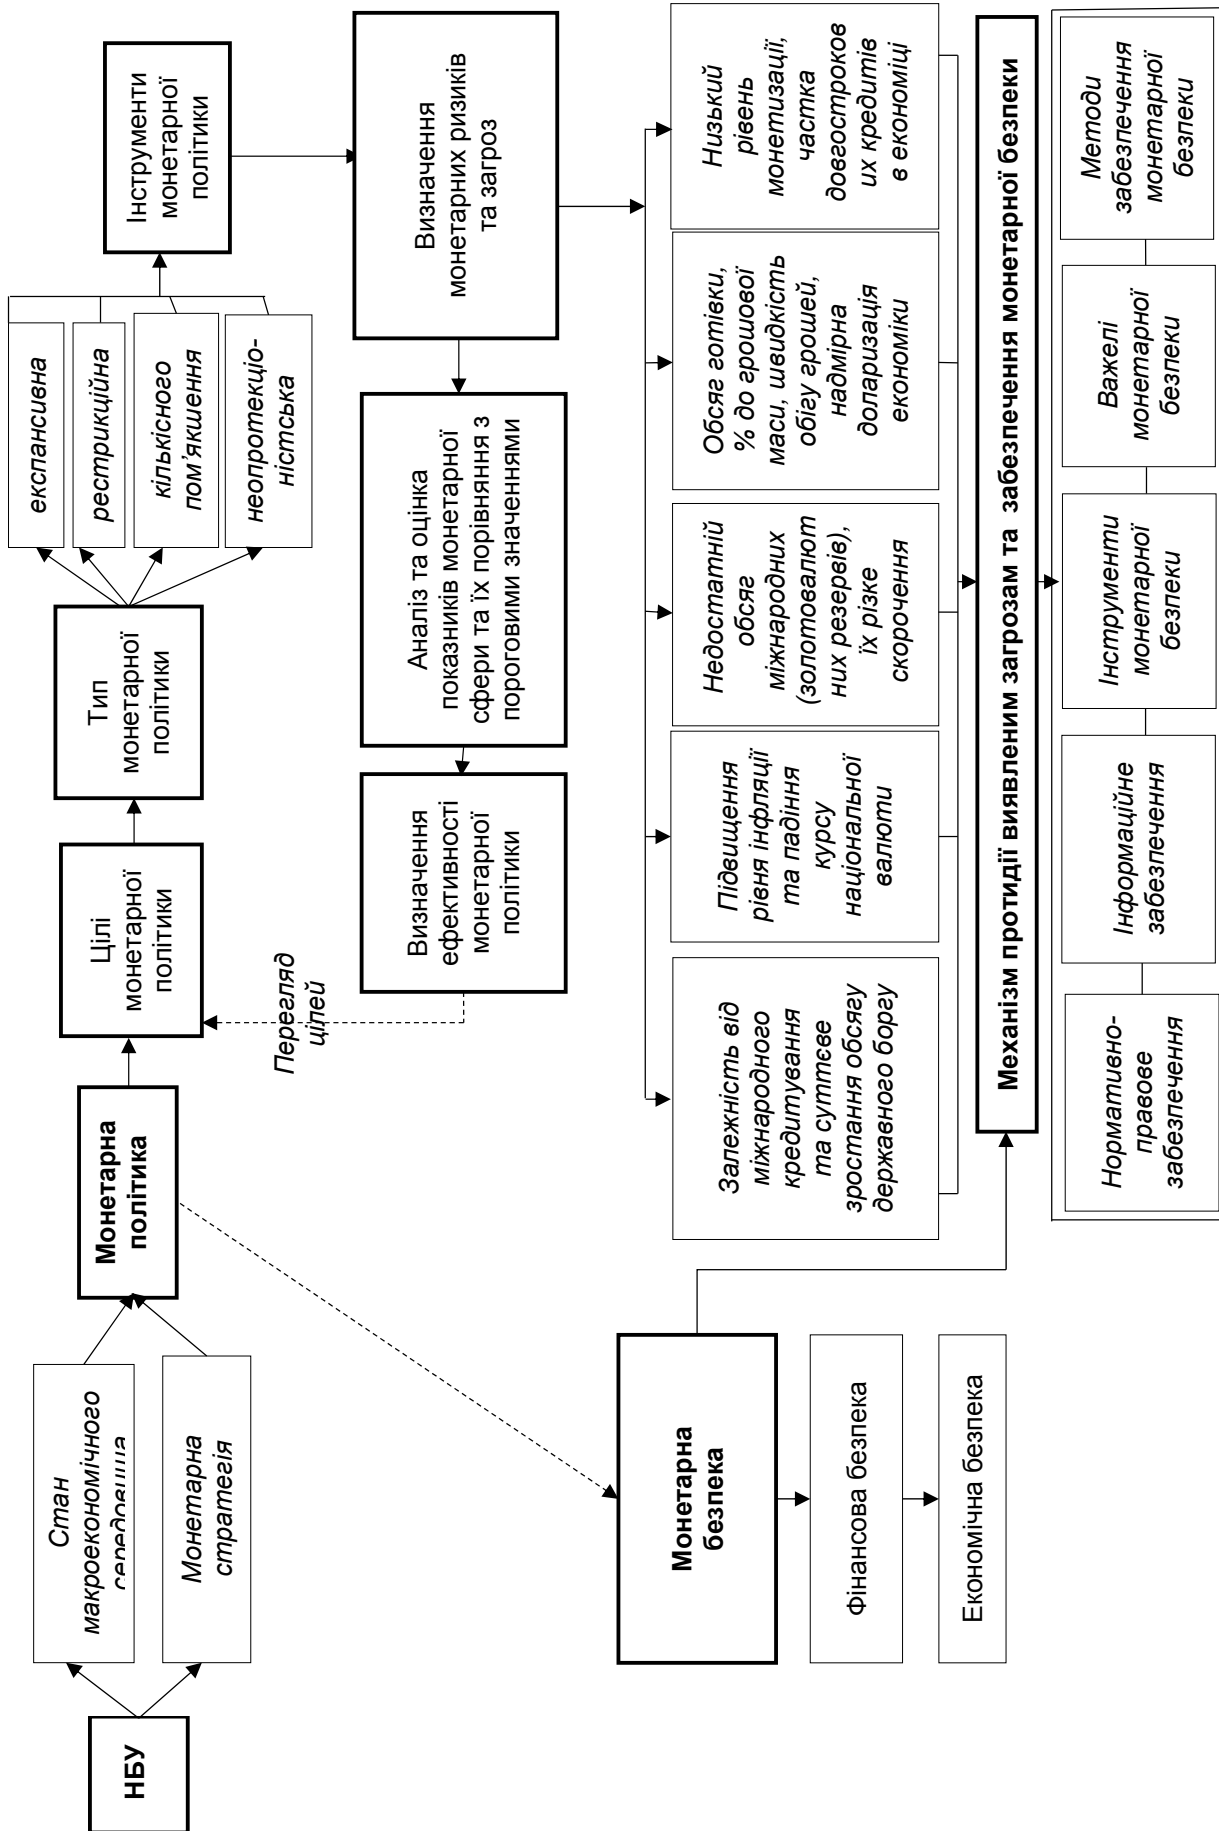 НБУ
Стан
макроекономічного
середовища
Монетарна
стратегія
Монетарна
політика
Цілі
монетарної
політики
Тип
монетарної
політики
експансивна
рестрикційна
кількісного
пом'якшення
неопротекціо-
ністська
Інструменти
монетарної
політики
Перегляд
цілей
Визначення
ефективності
монетарної
політики
Аналіз та оцінка
показників монетарної
сфери та їх порівняння з
пороговими значеннями
Визначення
монетарних ризиків
та загроз
Монетарна
безпека
Фінансова безпека
Економічна безпека
Залежність від
міжнародного
кредитування
та суттєве
зростання обсягу
державного боргу
Підвищення
рівня інфляції
та падіння
курсу
національної
валюти
Недостатній
обсяг
міжнародних
(золотовалют
них резервів),
їх різке
скорочення
Обсяг готівки,
% до грошової
маси, швидкість
обігу грошей,
надмірна
доларизація
економіки
Низький
рівень
монетизації,
частка
довгостроков
их кредитів
в економіці
Механізм протидії виявленим загрозам та забезпечення монетарної безпеки
Нормативно-
правове
забезпечення
Інформаційне
забезпечення
Інструменти
монетарної
безпеки
Важелі
монетарної
безпеки
Методи
забезпечення
монетарної
безпеки